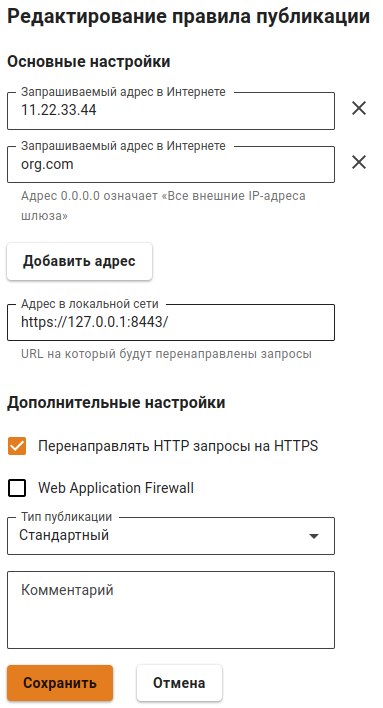 Редактирование правила публикации
Основные настройки
Запрашиваемый адрес в Интернете
11.22.33.44
Запрашиваемый адрес в Интернете
org.com
Адрес 0.0.0.0 означает «Все внешние IP-адреса
шлюза»
Добавить адрес
Адрес в локальной сети
https://127.0.0.1:8443/
URL на который будут перенаправлены запросы
Дополнительные настройки
Перенаправлять HTTP запросы на HTTPS
Web Application Firewall
Тип публикации
Стандартный
Комментарий
Сохранить
Отмена